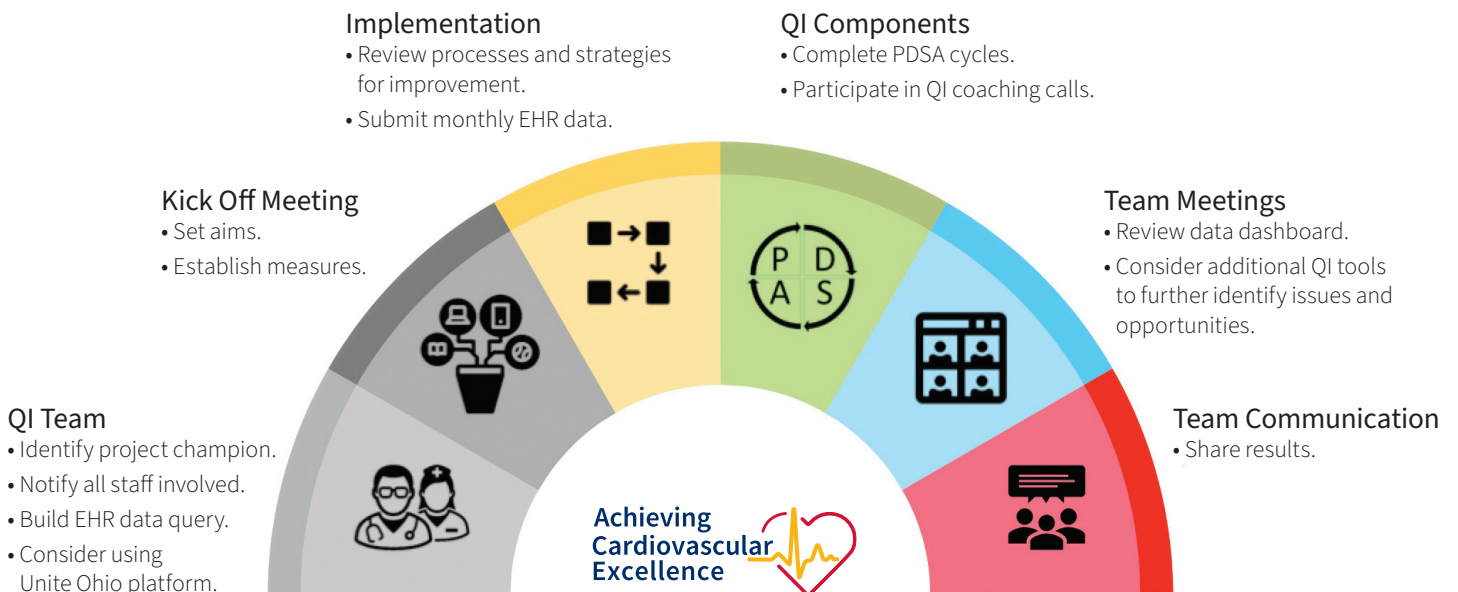 QI Team
• Identify project champion.
• Notify all staff involved.
• Build EHR data query.
• Consider using
Unite Ohio platform.
Kick Off Meeting
• Set aims.
• Establish measures.
Implementation
• Review processes and strategies
for improvement.
• Submit monthly EHR data.
QI Components
• Complete PDSA cycles.
• Participate in QI coaching calls.
Team Meetings
• Review data dashboard.
• Consider additional QI tools
to further identify issues and
opportunities.
Team Communication
• Share results.
P D
A S
Achieving
Cardiovascular
Excellence